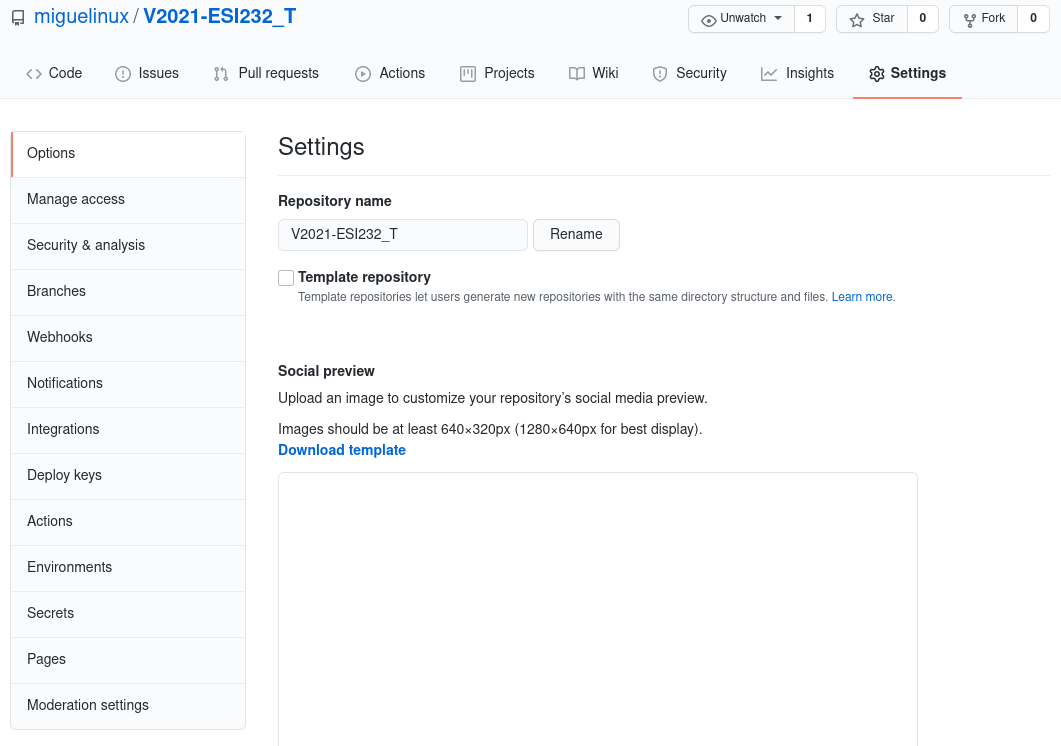 miguelinux / V2021-ESI232_T
Unwatch 1 Star 0 Fork 0
Code Issues Pull requests Actions Projects Wiki Security Insights Settings
Options
Manage access
Security & analysis
Branches
Webhooks
Notifications
Integrations
Deploy keys
Actions
Environments
Secrets
Pages
Moderation settings
Settings
Repository name
V2021-ESI232_T Rename
Template repository
Template repositories let users generate new repositories with the same directory structure and files. Learn more.
Social preview
Upload an image to customize your repository’s social media preview.
Images should be at least 640×320px (1280×640px for best display).
Download template